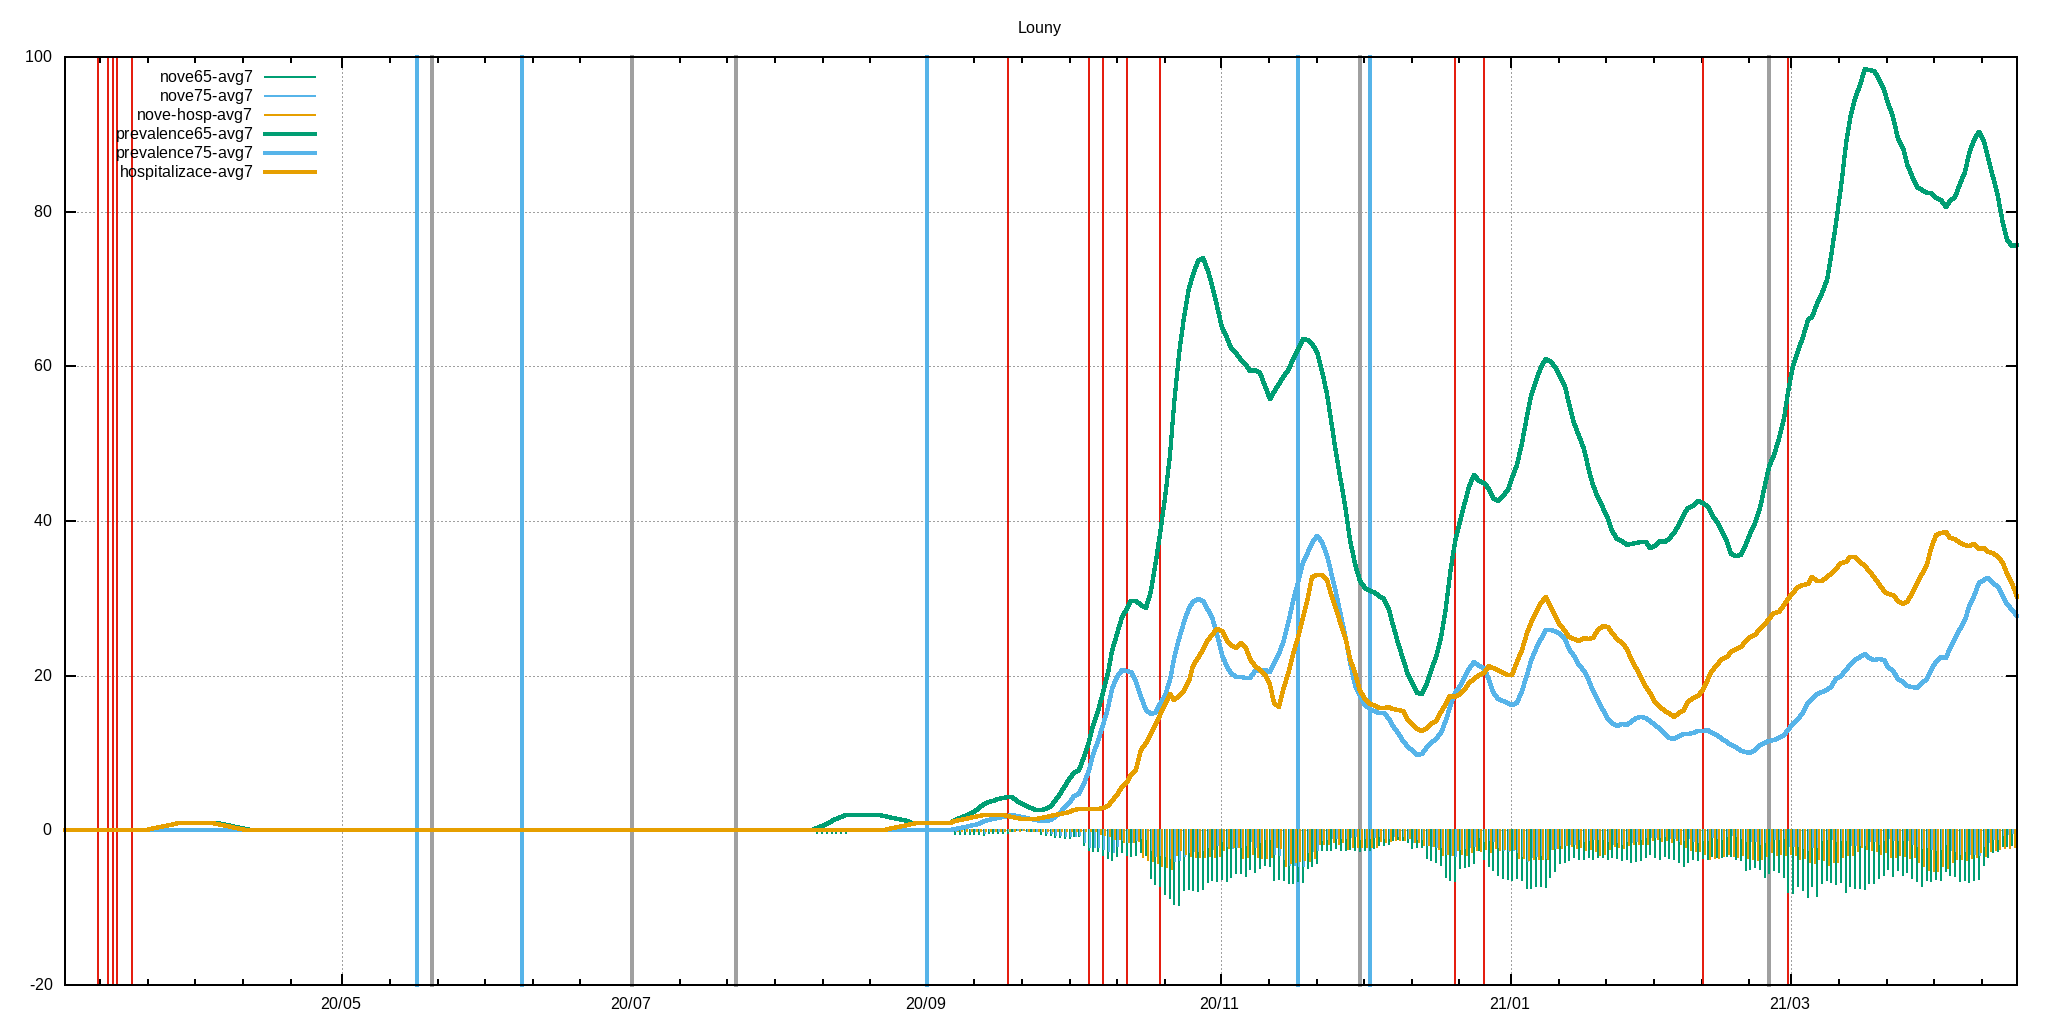 Louny
100
80
60
40
20
0
-20
nove65-avg7
nove75-avg7
nove-hosp-avg7
prevalence65-avg7
prevalence75-avg7
hospitalizace-avg7
20/05
20/07
20/09
20/11
21/01
21/03